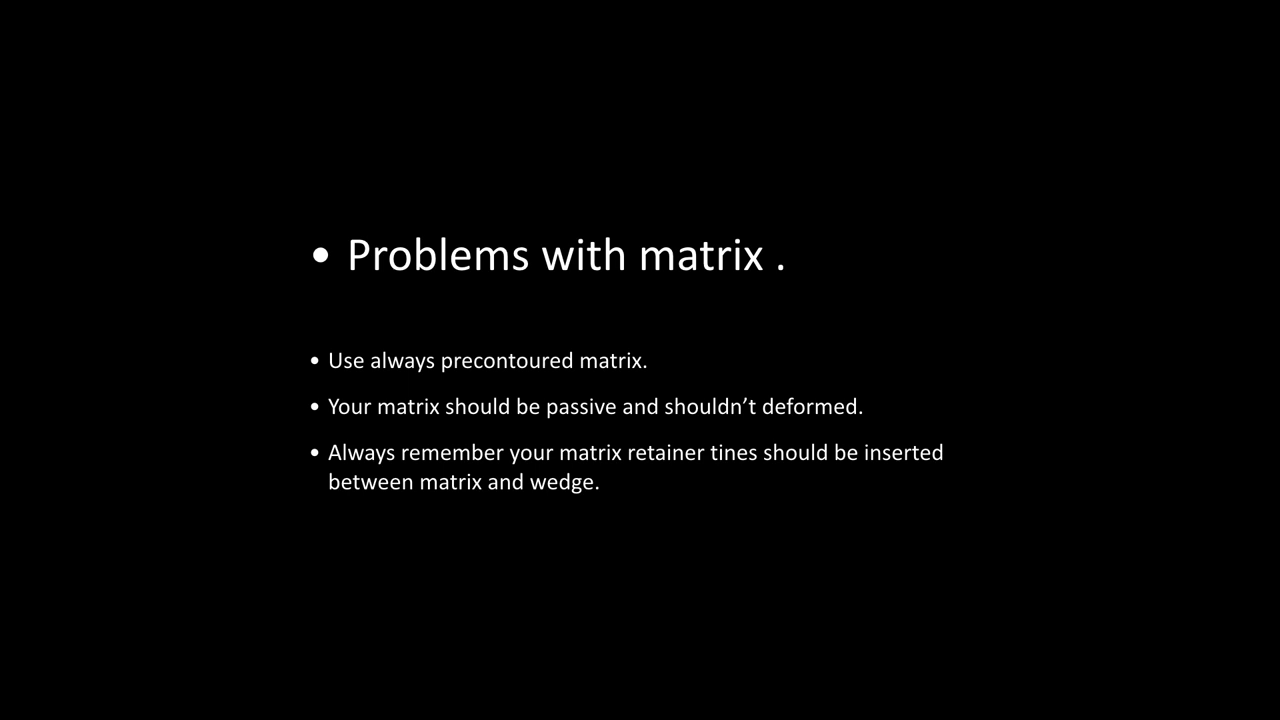 • Problems with matrix .
• Use always precontoured matrix.
• Your matrix should be passive and shouldn’t deformed.
• Always remember your matrix retainer tines should be inserted
between matrix and wedge.